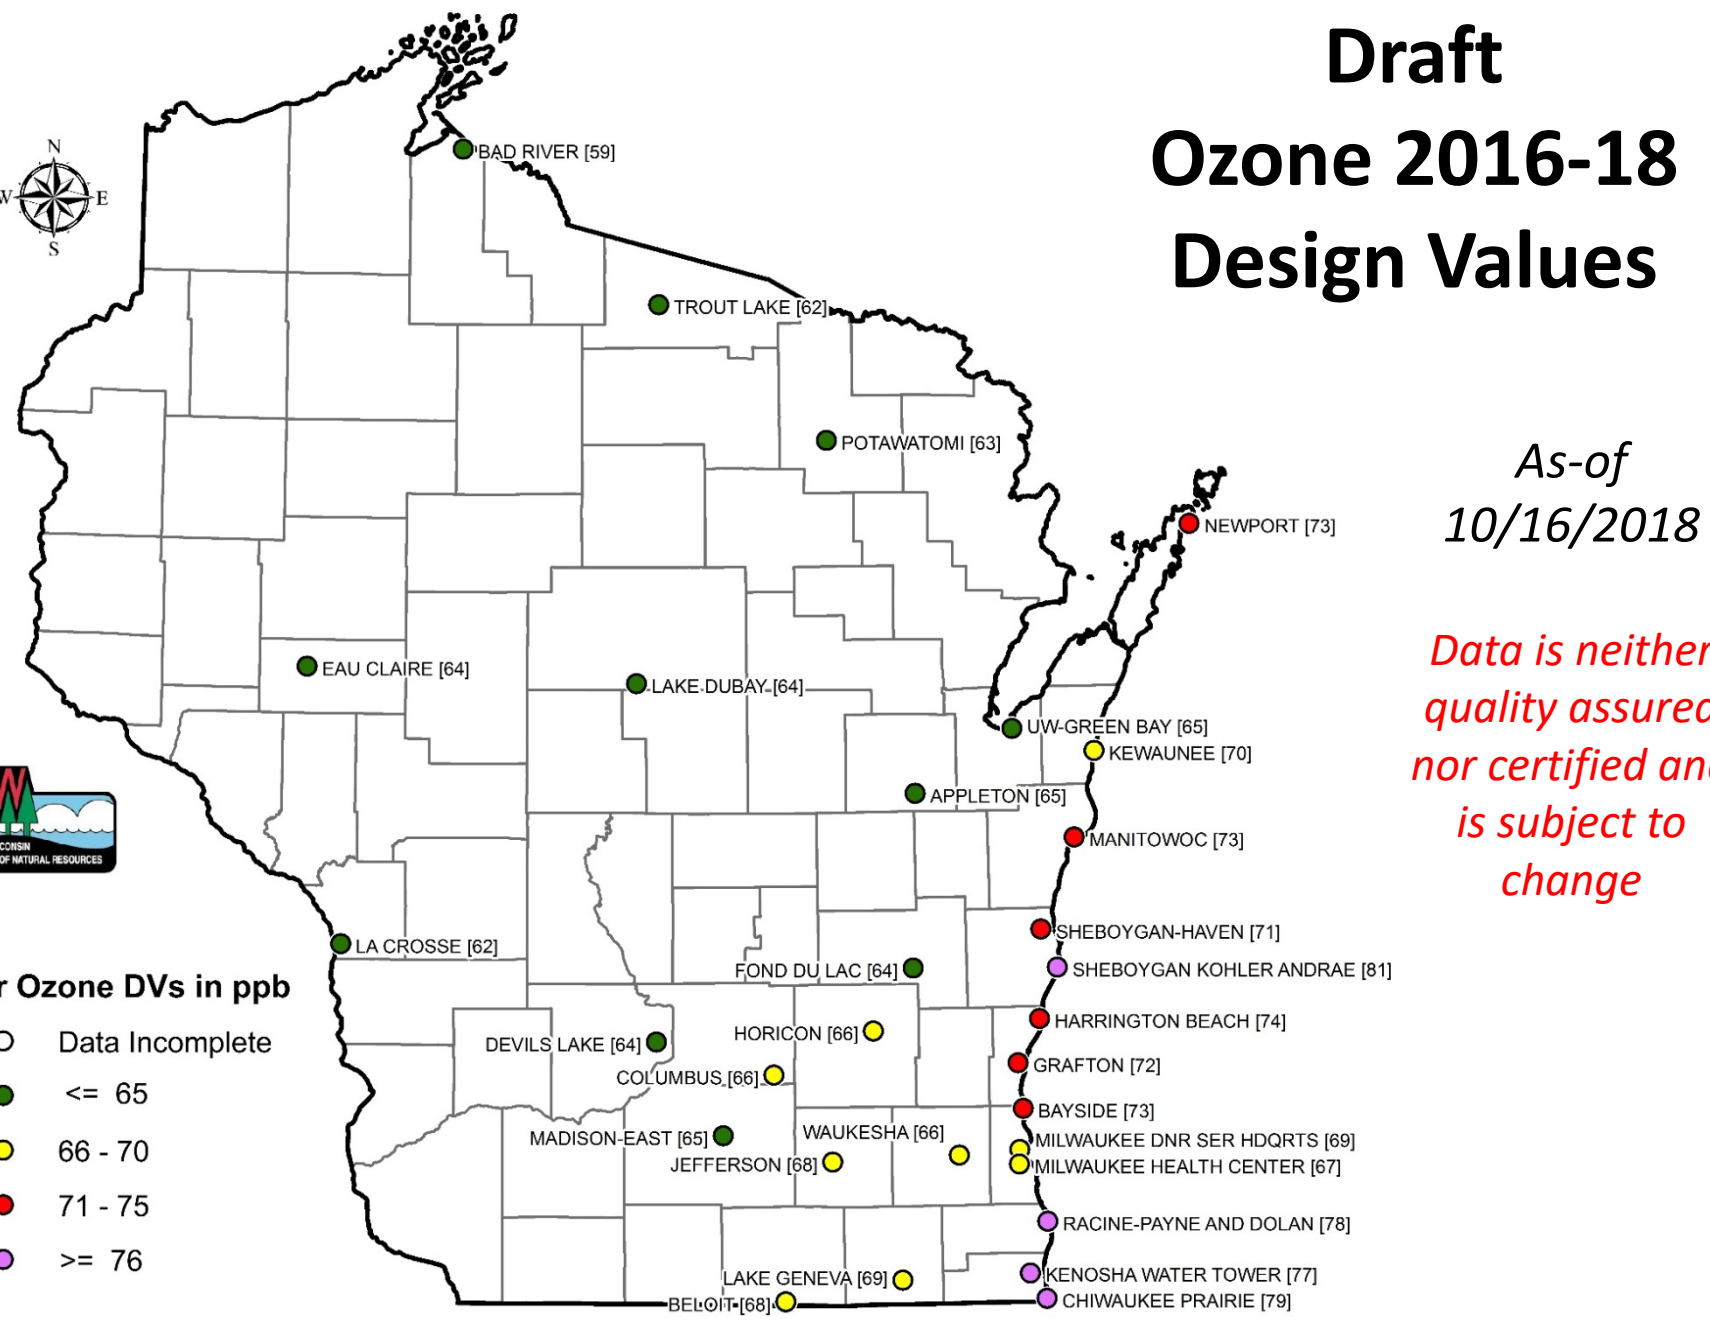 Draft
Ozone 2016-18
Design Values
N
W
E
S
BAD RIVER [59]
TROUT LAKE [62]
POTAWATOMI [63]
As-of
10/16/2018
NEWPORT [73]
Data is neither
quality assured
nor certified and
is subject to
change
EAU CLAIRE [64]
LAKE DUBAY [64]
UW-GREEN BAY [65]
KEWAUNEE [70]
APPLETON [65]
MANITOWOC [73]
W
CONSIN
OF NATURAL RESOURCES
LA CROSSE [62]
SHEBOYGAN-HAVEN [71]
FOND DU LAC [64]
SHEBOYGAN KOHLER ANDRAE [81]
HARRINGTON BEACH [74]
HORICON [66]
DEVILS LAKE [64]
GRAFTON [72]
COLUMBUS [66]
BAYSIDE [73]
MADISON-EAST [65]
WAUKESHA [66]
MILWAUKEE DNR SER HDQRTS [69]
JEFFERSON [68]
MILWAUKEE HEALTH CENTER [67]
RACINE-PAYNE AND DOLAN [78]
KENOSHA WATER TOWER [77]
LAKE GENEVA [69]
CHIWAUKEE PRAIRIE [79]
BELOIT [68]
r Ozone DVs in ppb
Data Incomplete
<= 65
66 - 70
71 - 75
>= 76